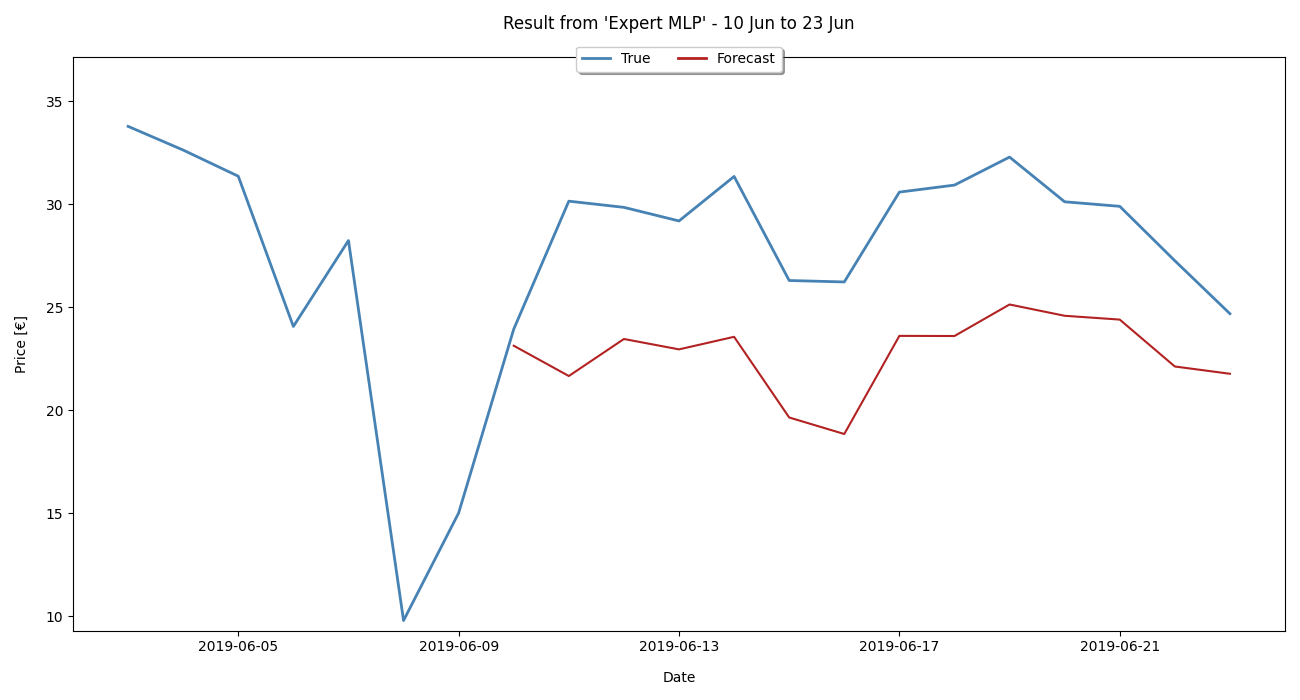 Result from 'Expert MLP' - 10 Jun to 23 Jun
True Forecast
35
30
25
20
15
10
Price [€]
2019-06-05 2019-06-09 2019-06-13 2019-06-17 2019-06-21
Date